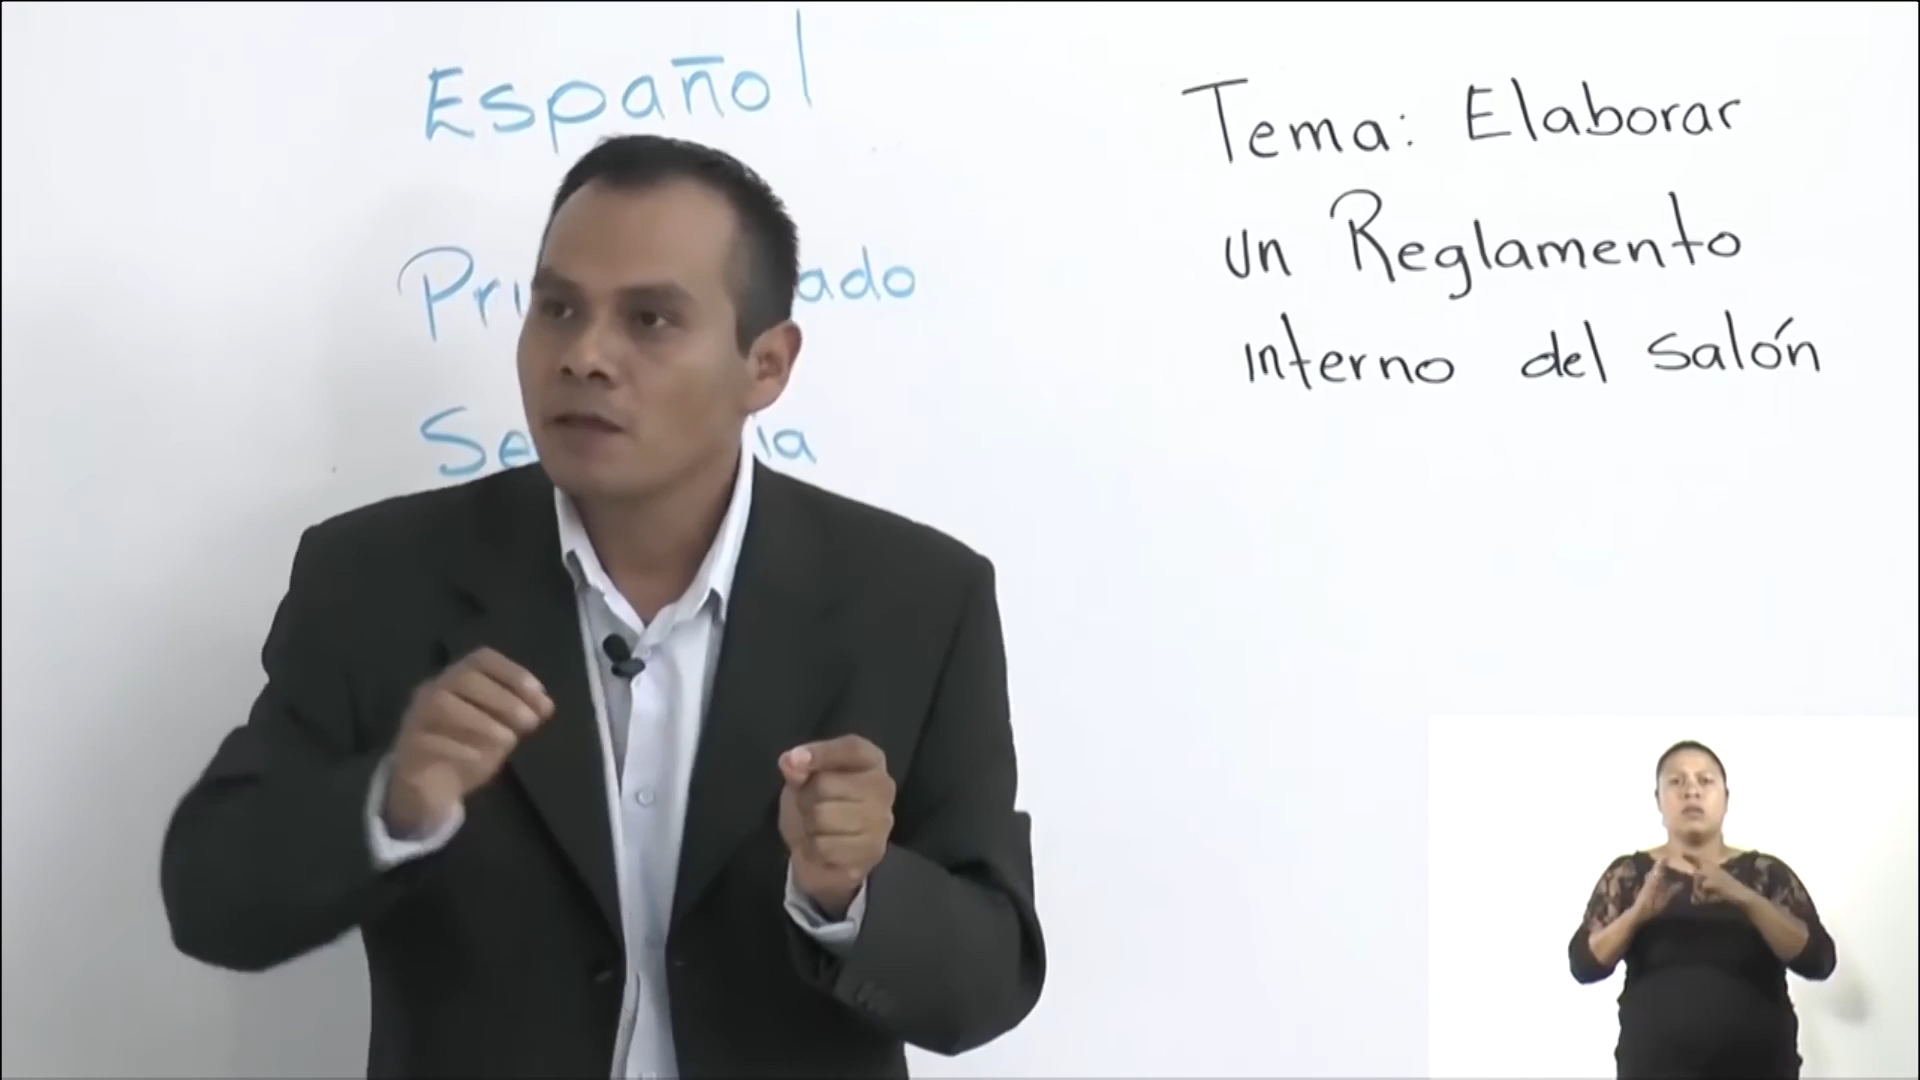 Español
Tema: Elaborar
un Reglamento
interno del salón